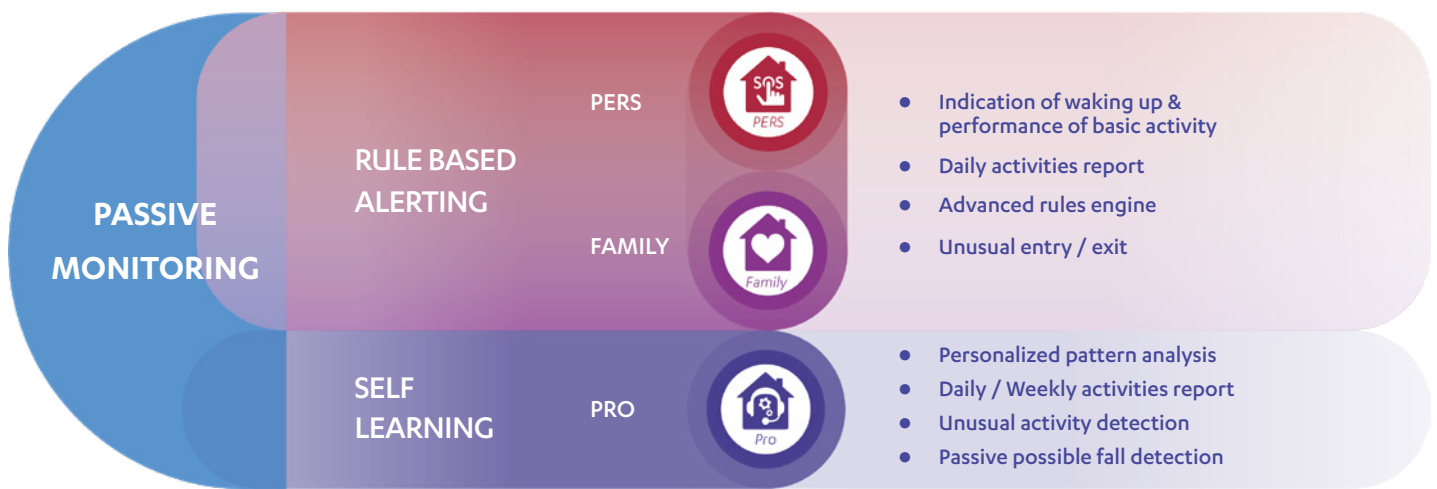 PASSIVE
MONITORING
RULE BASED
ALERTING
PERS
SOS
PERS
FAMILY
Family
● Indication of waking up &
performance of basic activity
● Daily activities report
● Advanced rules engine
● Unusual entry / exit
SELF
LEARNING
PRO
Pro
● Personalized pattern analysis
● Daily / Weekly activities report
● Unusual activity detection
● Passive possible fall detection